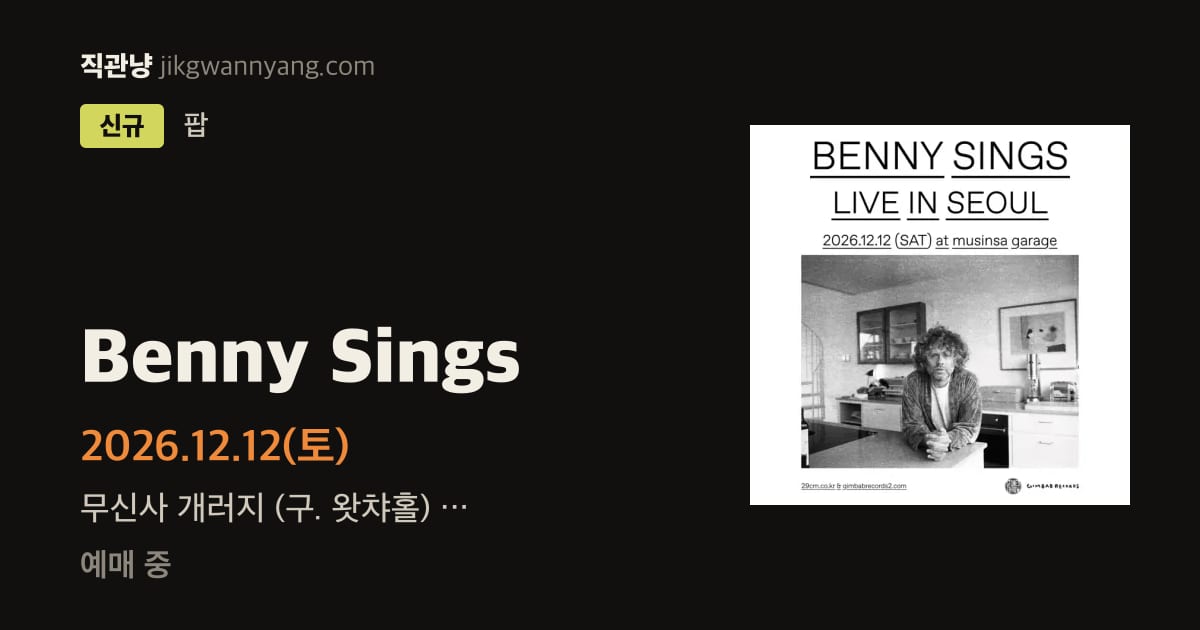 직관냥 jikgwannyang.com
신규 팝
Benny Sings
2026.12.12(토)
무신사 개러지 (구. 왓챠홀) ···
예매 중
BENNY SINGS
LIVE IN SEOUL
2026.12.12 (SAT) at musinsa garage
29cm.co.kr & gimbabrecords2.com
GIMBAB RECORDS